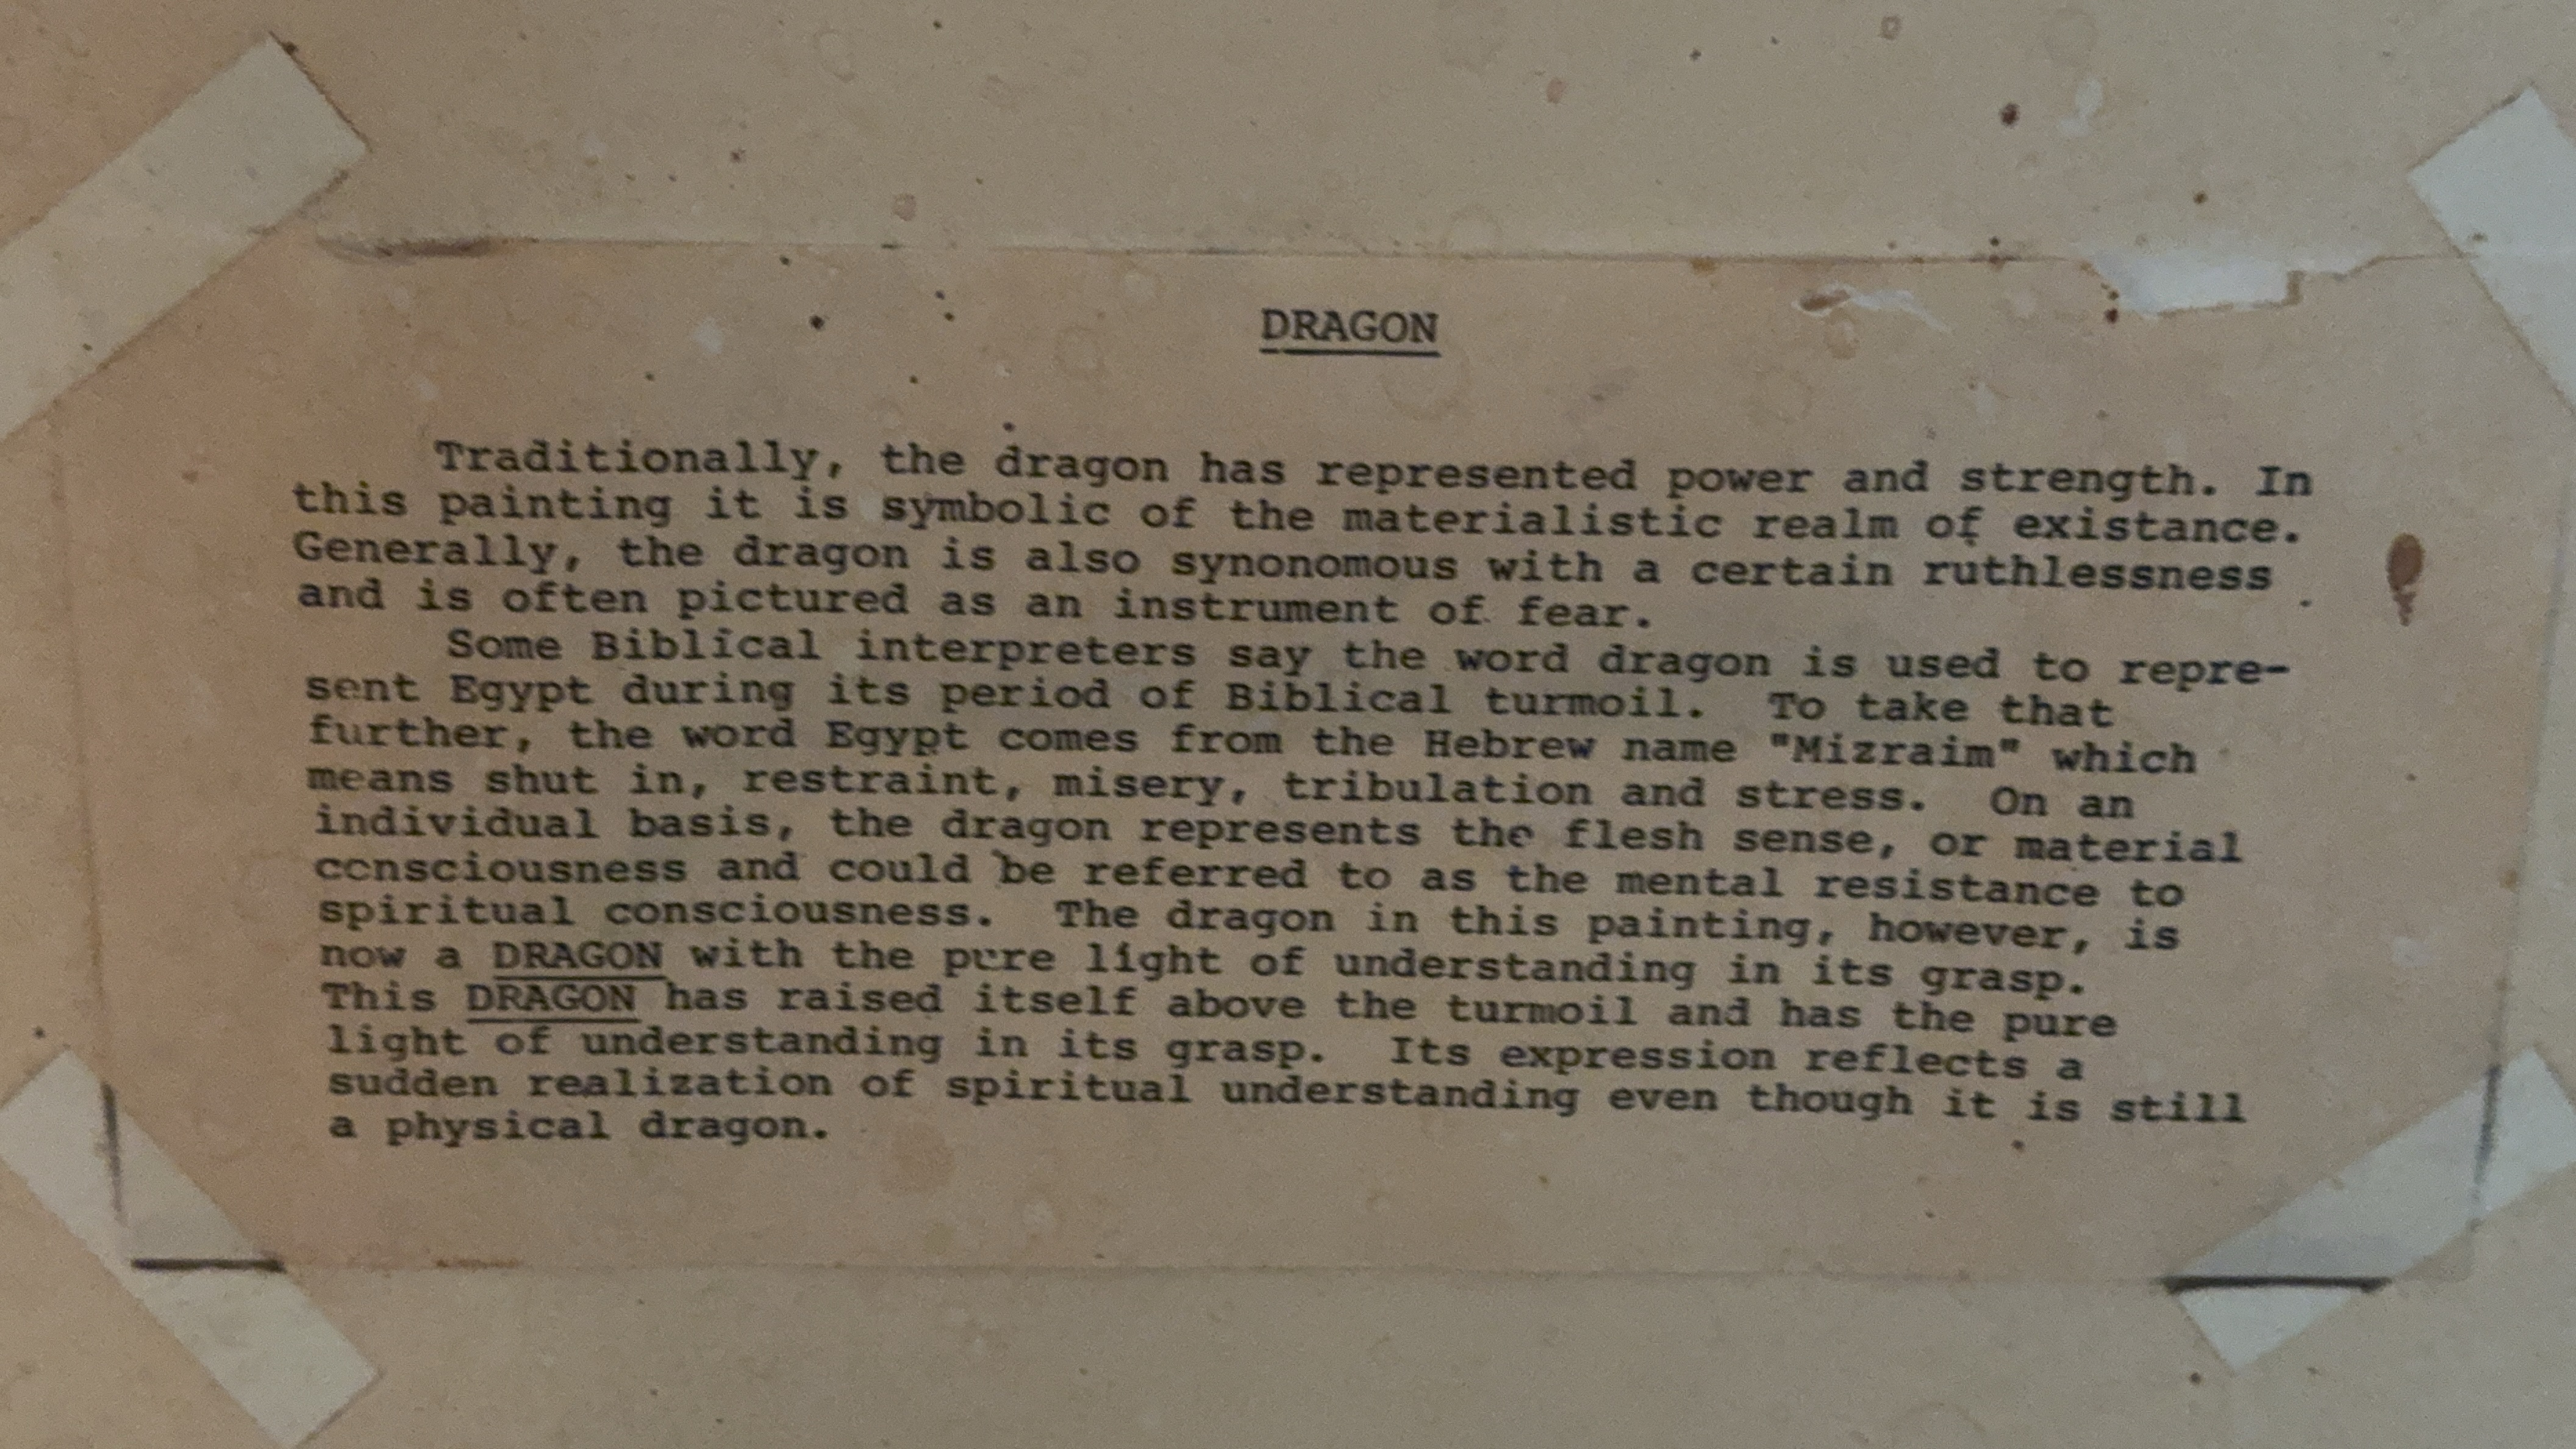 DRAGON
Traditionally, the dragon has represented power and strength. In
this painting it is symbolic of the materialistic realm of existance.
Generally, the dragon is also synonomous with a certain ruthlessness
and is often pictured as an instrument of fear.
Some Biblical interpreters say the word dragon is used to repre-
sent Egypt during its period of Biblical turmoil. To take that
further, the word Egypt comes from the Hebrew name "Mizraim" which
means shut in, restraint, misery, tribulation and stress. On an
individual basis, the dragon represents the flesh sense, or material
consciousness and could be referred to as the mental resistance to
spiritual consciousness. The dragon in this painting, however, is
now a DRAGON with the pure light of understanding in its grasp.
This DRAGON has raised itself above the turmoil and has the pure
light of understanding in its grasp. Its expression reflects a
sudden realization of spiritual understanding even though it is still
a physical dragon.